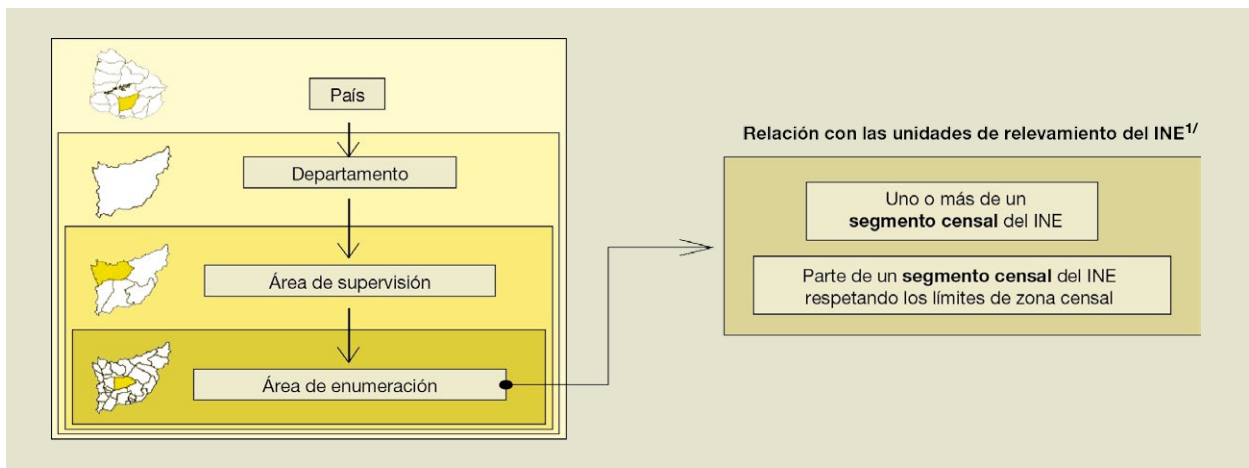 País
Departamento
Área de supervisión
Área de enumeración
Relación con las unidades de relevamiento del INE1/
Uno o más de un
segmento censal del INE
Parte de un segmento censal del INE
respetando los límites de zona censal